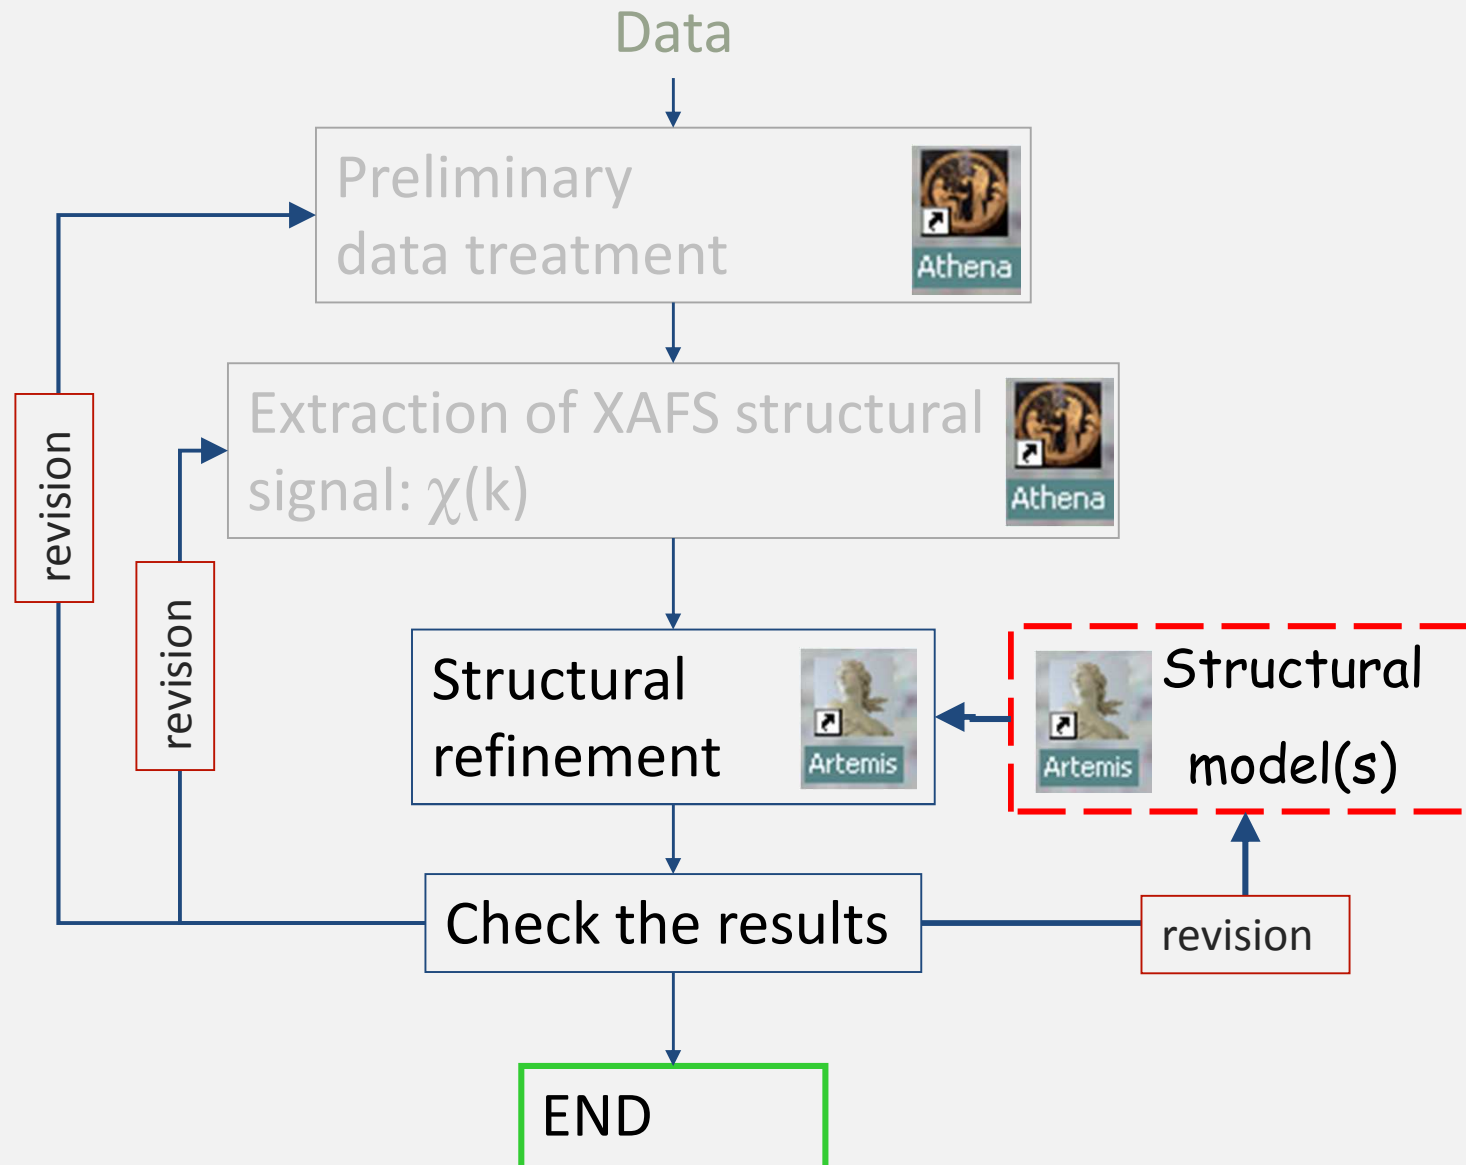 Data
Preliminary
data treatment
Athena
Extraction of XAFS structural
signal: χ(k)
Athena
revision
revision
Structural
refinement
Artemis
Artemis
Structural
model(s)
Check the results
revision
END